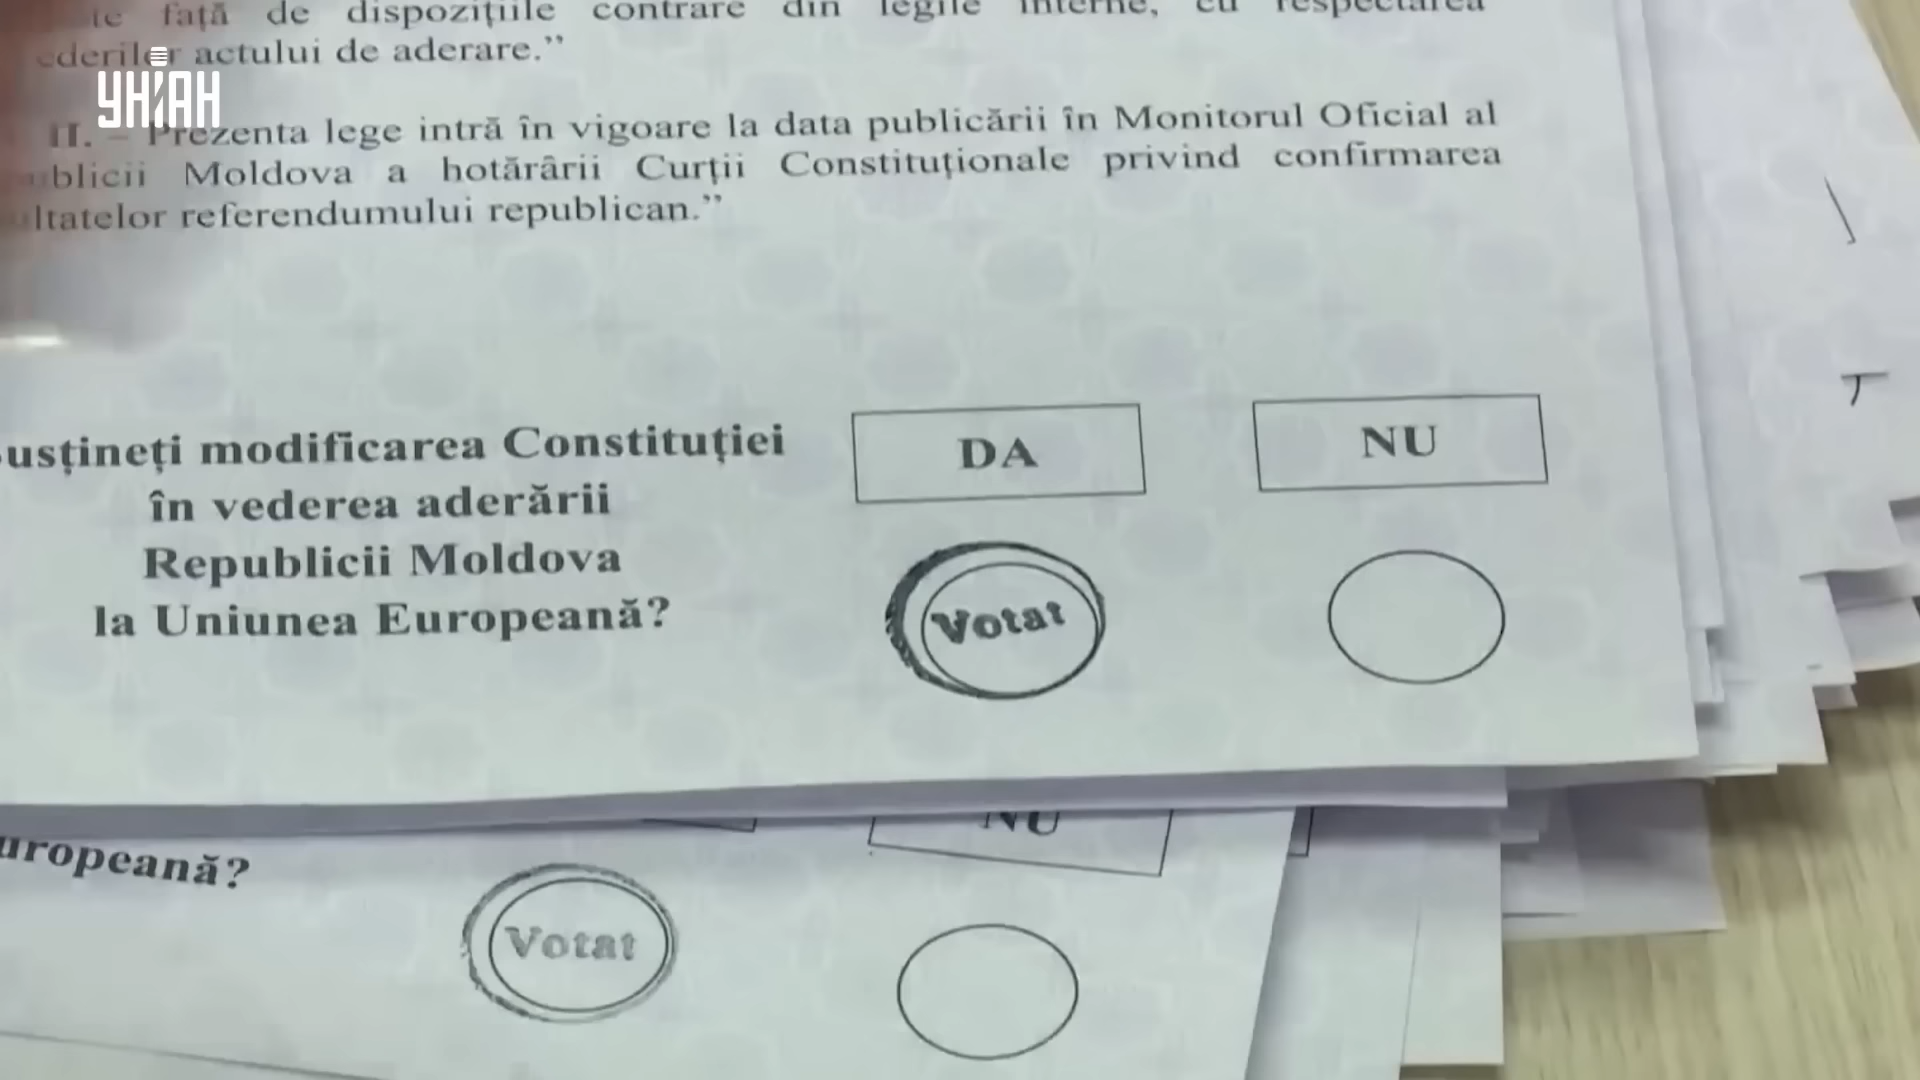 față de dispozițiile contrare din legile interne, cu respectarea
actului de aderare.”
УНІАН
II. – Prezenta lege intră în vigoare la data publicării în Monitorul Oficial al
Moldova a hotărârii Curții Constituționale privind confirmarea
referendumului republican.”
Susțineți modificarea Constituției
în vederea aderării
Republicii Moldova
la Uniunea Europeană?
DA
NU
Votat
NU
Europeană?
Votat